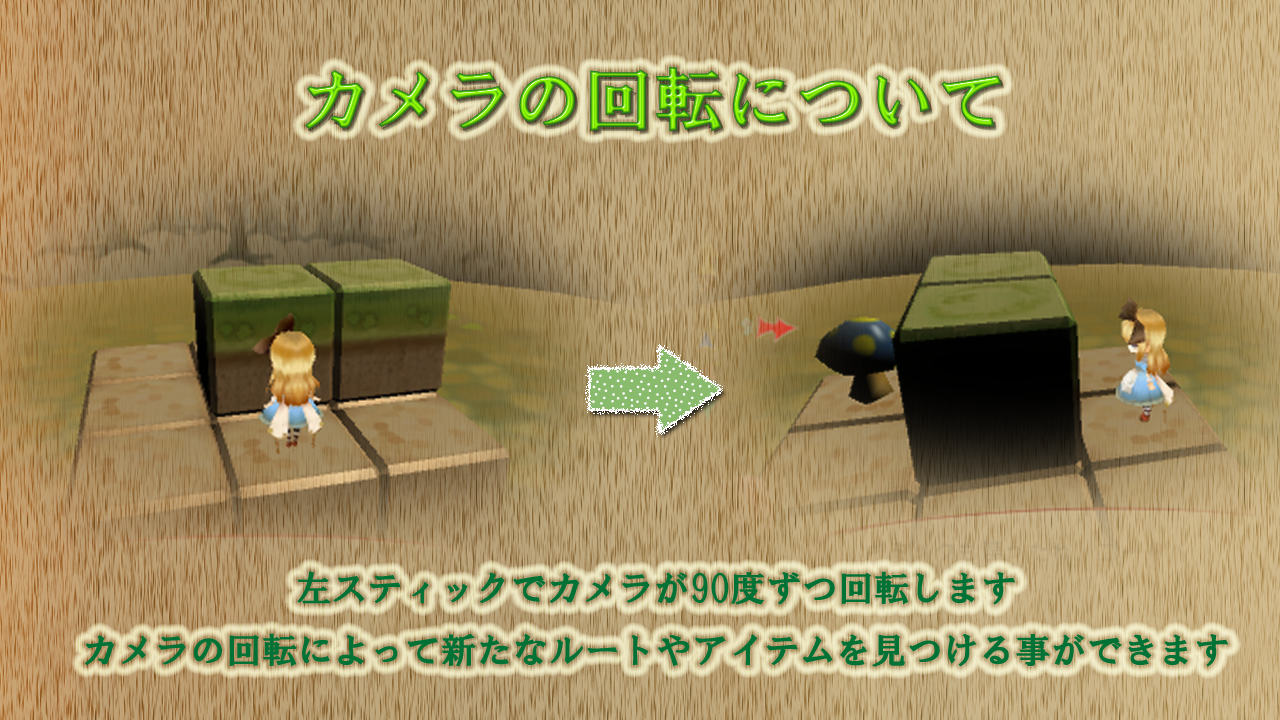 カメラの回転について
左スティックでカメラが90度ずつ回転します
カメラの回転によって新たなルートやアイテムを見つける事ができます